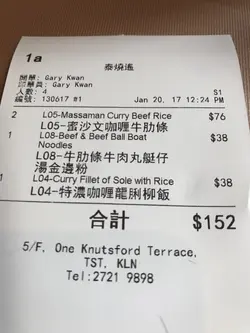 1a
泰燒遙
開單: Gary Kwan
印單員: Gary Kwan
人數: 4 S1
編號: 130617 #1 Jan 20. 17 12:24 PM
2 L05-Massaman Curry Beef Rice $76
L05-蜜沙文咖喱牛肋條
1 L08-Beef & Beef Ball Boat $38
Noodles
L08-牛肋條牛肉丸艇仔
湯金邊粉
1 L04-Curry Fillet of Sole with Rice $38
L04-特濃咖喱龍脷柳飯
合計 $152
5/F. One Knutsford Terrace.
TST. KLN
Tel:2721 9898